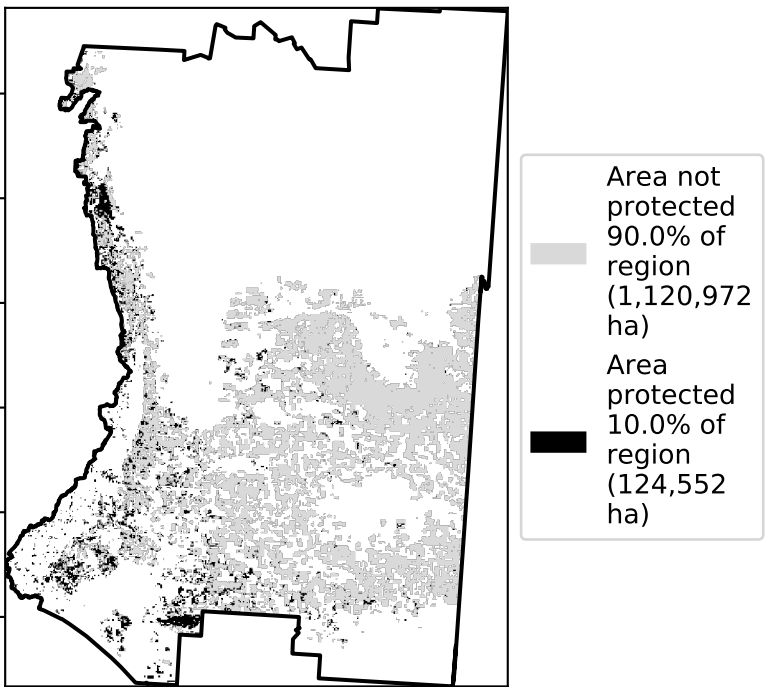 Area not
protected
90.0% of
region
(1,120,972
ha)
Area
protected
10.0% of
region
(124,552
ha)